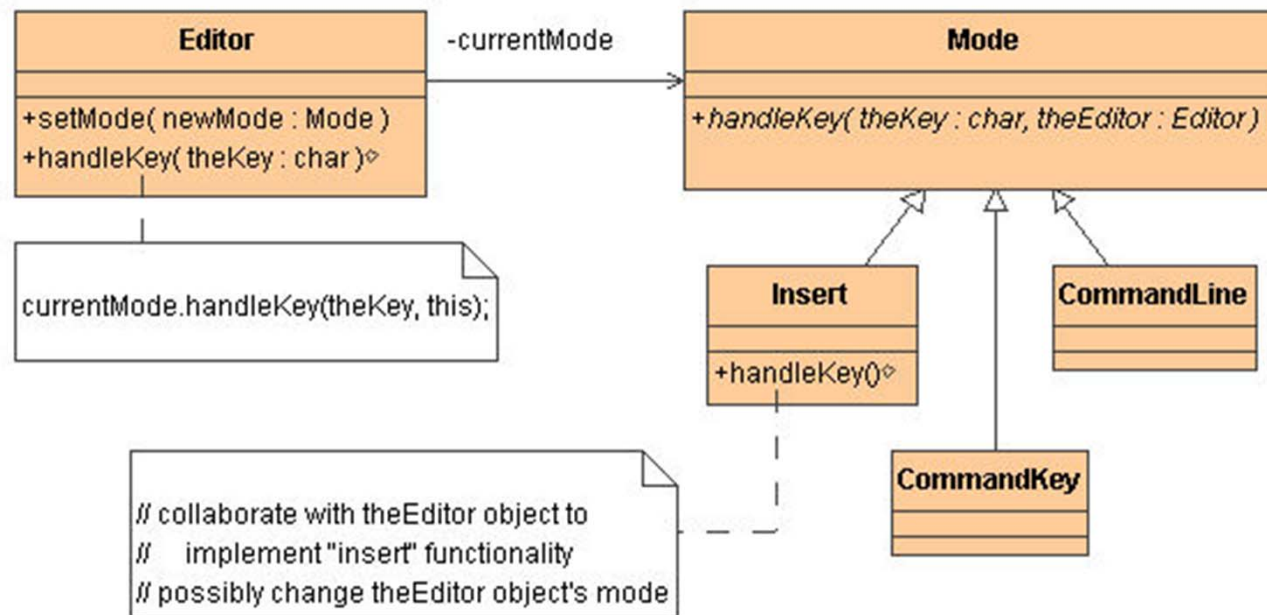 Editor
-currentMode
Mode
+setMode( newMode : Mode )
+handleKey( theKey : char )
+handleKey( theKey : char, theEditor : Editor )
currentMode.handleKey(theKey, this);
Insert
+handleKey()
CommandLine
CommandKey
// collaborate with theEditor object to
//    implement "insert" functionality
// possibly change theEditor object's mode